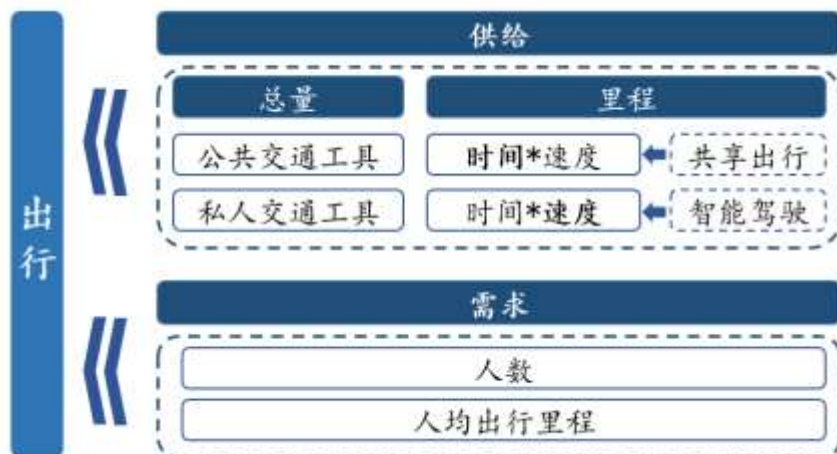 出行
供给
总量 里程
公共交通工具 时间*速度 共享出行
私人交通工具 时间*速度 智能驾驶
需求
人数
人均出行里程